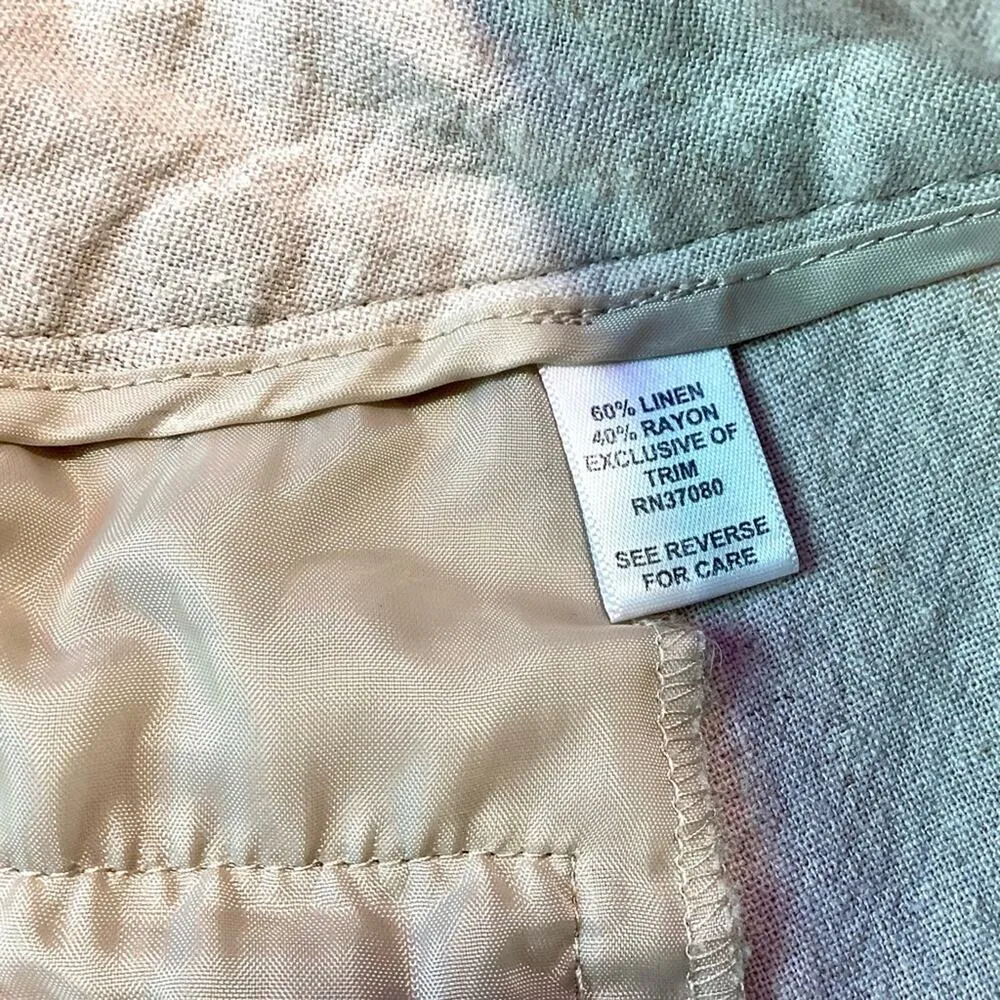 60% LINEN
40% RAYON
EXCLUSIVE OF
TRIM
RN37080
SEE REVERSE
FOR CARE